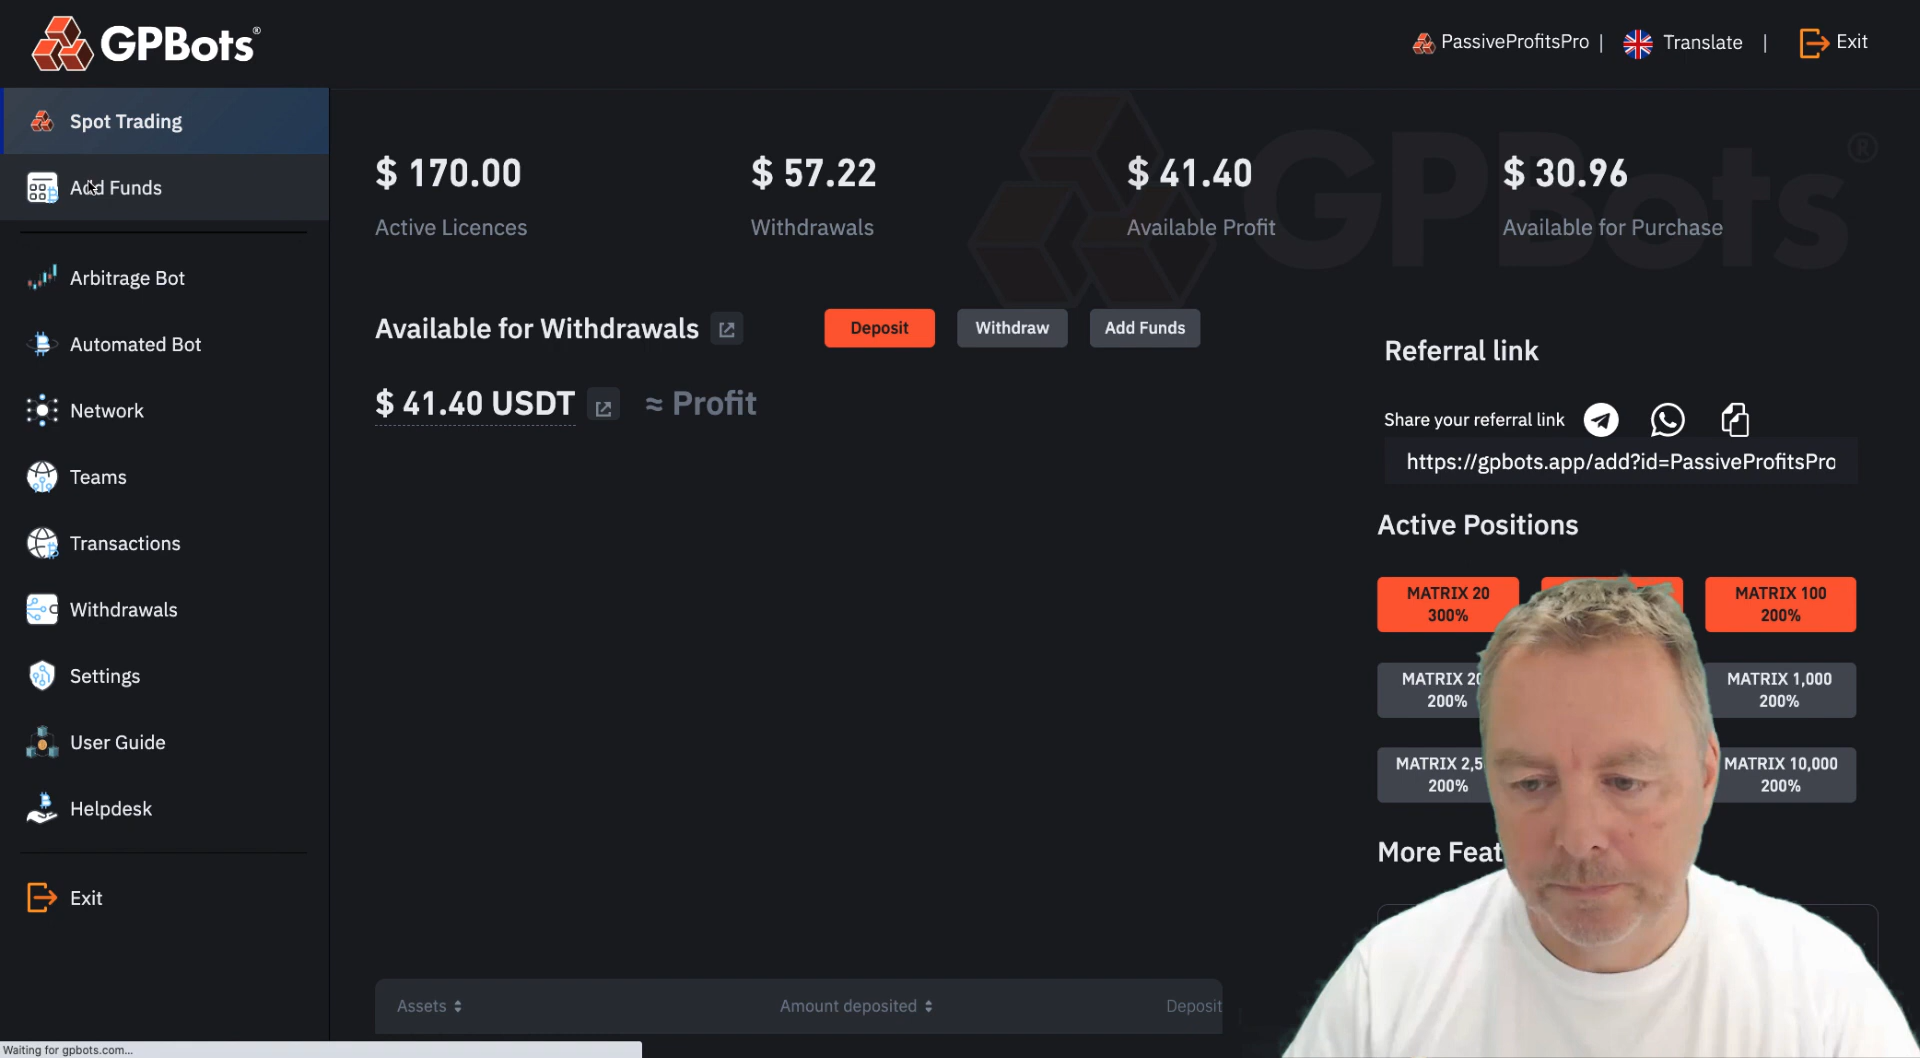 GPBots®
PassiveProfitsPro |
Translate |
Exit
Spot Trading
Add Funds
Arbitrage Bot
Automated Bot
Network
Teams
Transactions
Withdrawals
Settings
User Guide
Helpdesk
Exit
GPBots®
$ 170.00
Active Licences
$ 57.22
Withdrawals
$ 41.40
Available Profit
$ 30.96
Available for Purchase
Available for Withdrawals
Deposit
Withdraw
Add Funds
$ 41.40 USDT
≈ Profit
Referral link
Share your referral link
https://gpbots.app/add?id=PassiveProfitsPro
Active Positions
MATRIX 20
300%
MATRIX 100
200%
MATRIX
200%
MATRIX 1,000
200%
MATRIX
200%
MATRIX 10,000
200%
More
Assets
Amount deposited
Deposit
Waiting for gpbots.com...